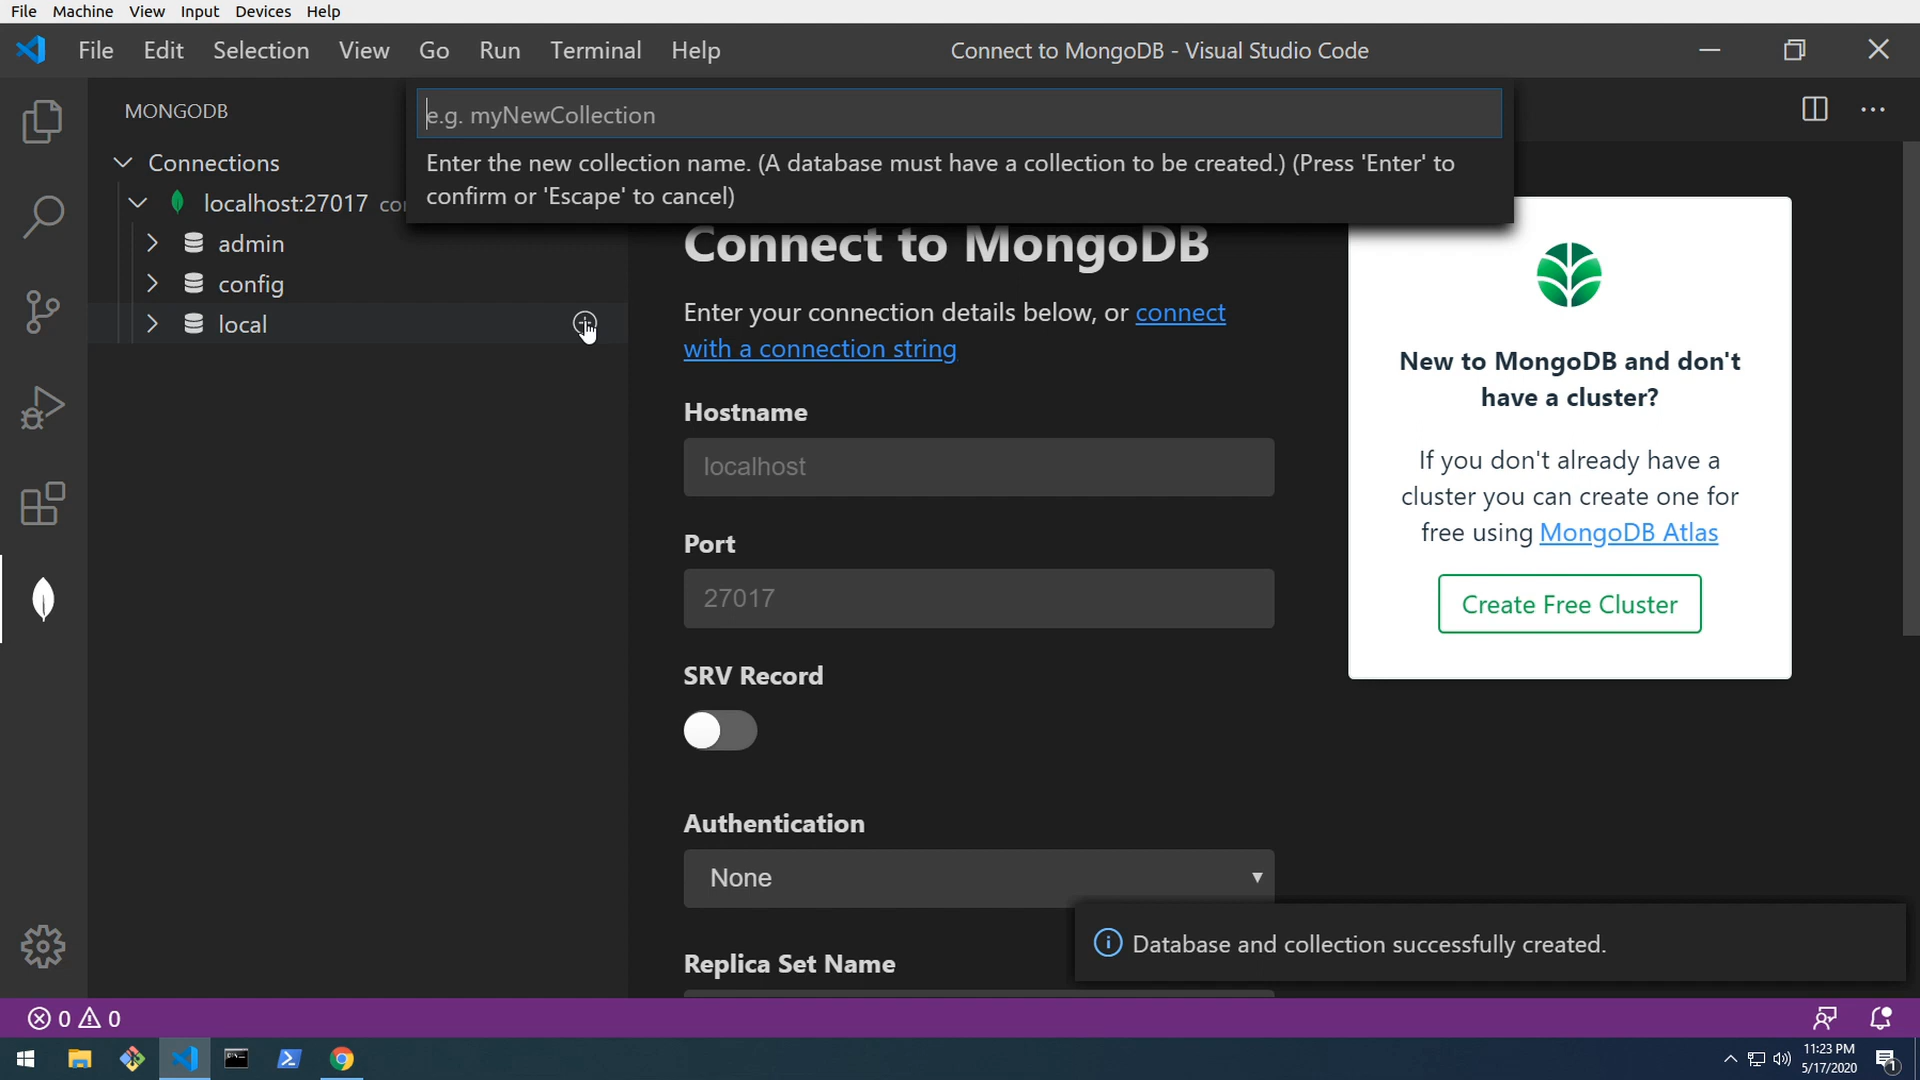 File Machine View Input Devices Help
File Edit Selection View Go Run Terminal Help
Connect to MongoDB - Visual Studio Code
MONGODB
e.g. myNewCollection
Enter the new collection name. (A database must have a collection to be created.) (Press 'Enter' to
confirm or 'Escape' to cancel)
Connections
localhost:27017 co
admin
config
local
Connect to MongoDB
Enter your connection details below, or connect
with a connection string
Hostname
localhost
Port
27017
SRV Record
Authentication
None
Replica Set Name
New to MongoDB and don't
have a cluster?
If you don't already have a
cluster you can create one for
free using MongoDB Atlas
Create Free Cluster
Database and collection successfully created.
0 0
11:23 PM
5/17/2020
1